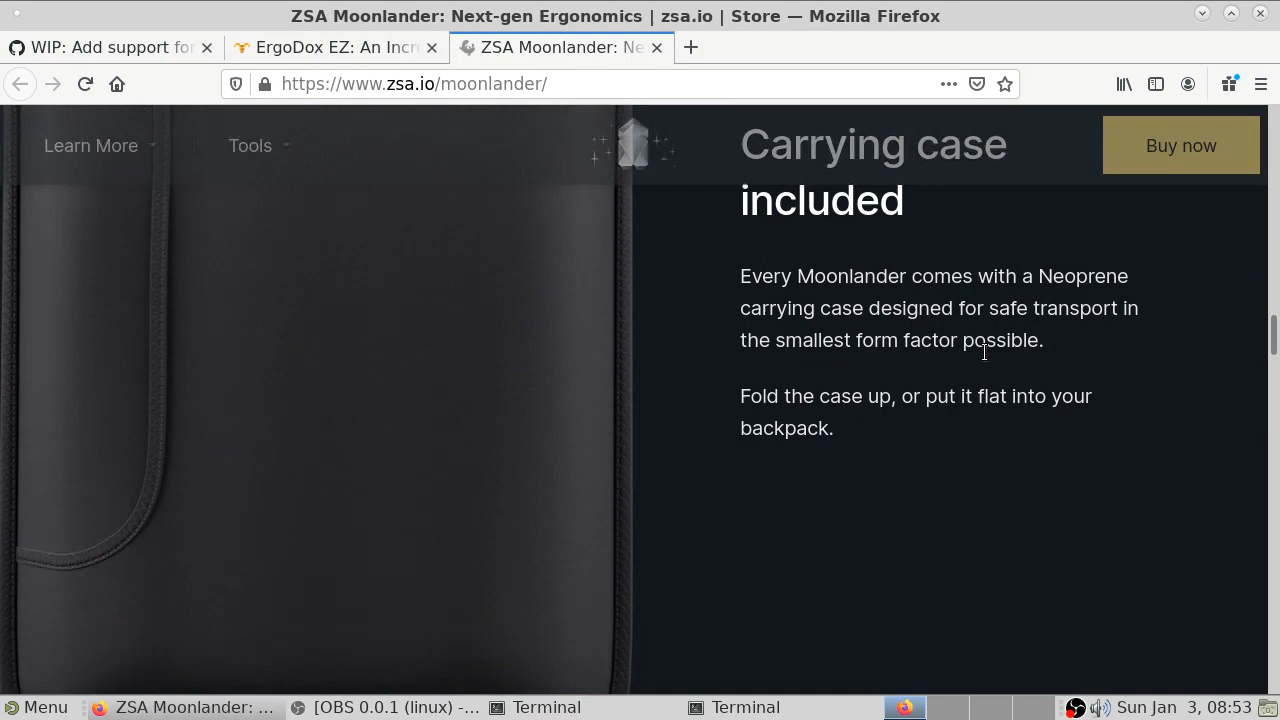 ZSA Moonlander: Next-gen Ergonomics | zsa.io | Store — Mozilla Firefox
WIP: Add support for
ErgoDox EZ: An Incr
ZSA Moonlander: Ne
https://www.zsa.io/moonlander/
Learn More
Tools
Buy now
Carrying case
included
Every Moonlander comes with a Neoprene
carrying case designed for safe transport in
the smallest form factor possible.
Fold the case up, or put it flat into your
backpack.
Menu
ZSA Moonlander: ...
[OBS 0.0.1 (linux) -...
Terminal
Terminal
Sun Jan 3, 08:53